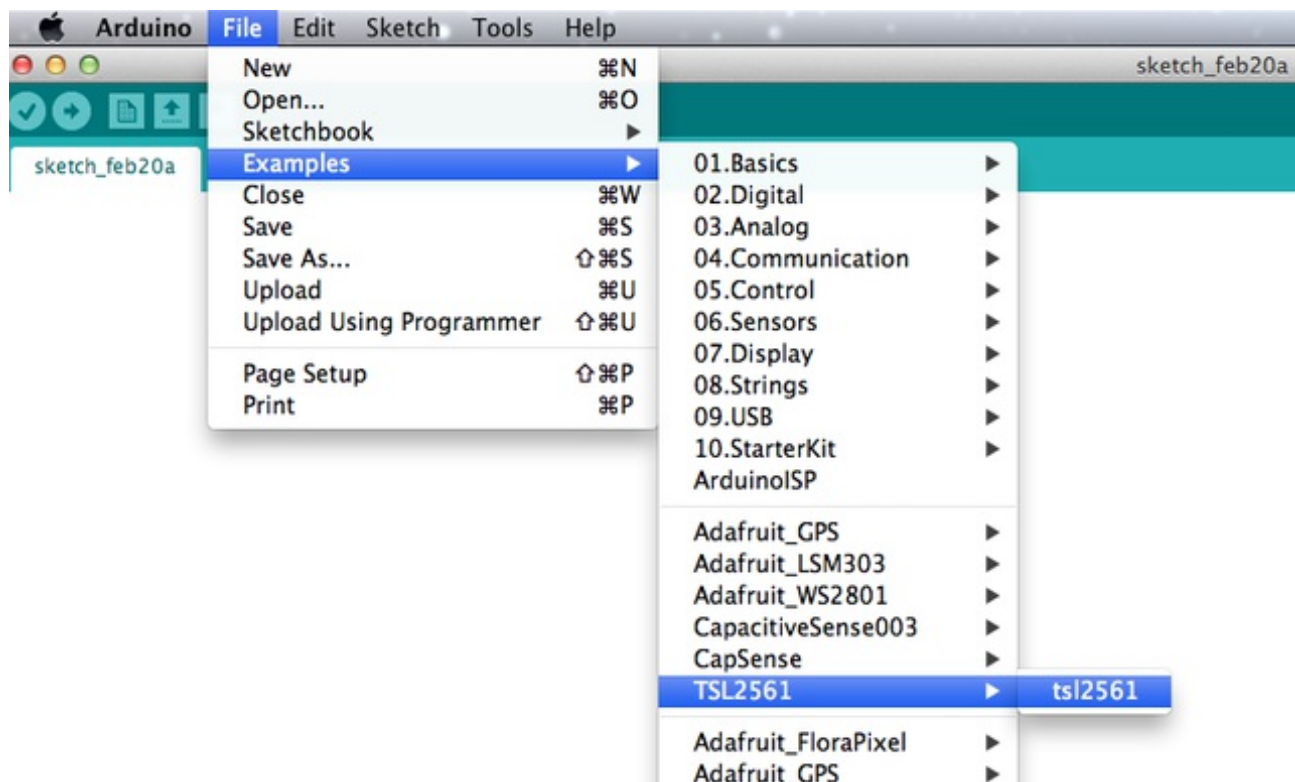 Arduino File Edit Sketch Tools Help
sketch_feb20a
sketch_feb20a
New ⌘N
Open... ⌘O
Sketchbook ▶
Examples ▶
Close ⌘W
Save ⌘S
Save As... ⇧⌘S
Upload ⌘U
Upload Using Programmer ⇧⌘U
Page Setup ⇧⌘P
Print ⌘P
01.Basics ▶
02.Digital ▶
03.Analog ▶
04.Communication ▶
05.Control ▶
06.Sensors ▶
07.Display ▶
08.Strings ▶
09.USB ▶
10.StarterKit ▶
ArduinoISP
Adafruit_GPS ▶
Adafruit_LSM303 ▶
Adafruit_WS2801 ▶
CapacitiveSense003 ▶
CapSense ▶
TSL2561 ▶
tsl2561
Adafruit_FloraPixel ▶
Adafruit_GPS ▶